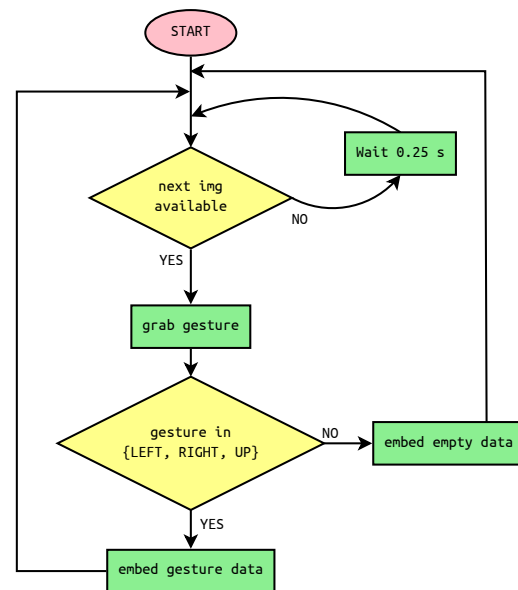 START
Wait 0.25 s
next img
available
NO
YES
grab gesture
gesture in
{LEFT, RIGHT, UP}
NO
embed empty data
YES
embed gesture data